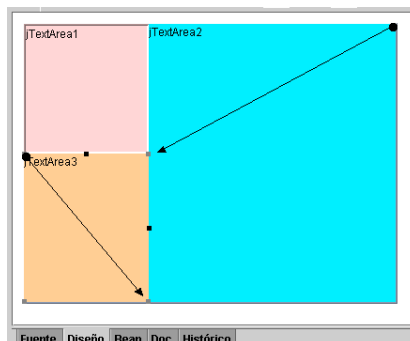 jTextArea1
jTextArea2
jTextArea3
Fuente Diseño Bean Doc Histórico